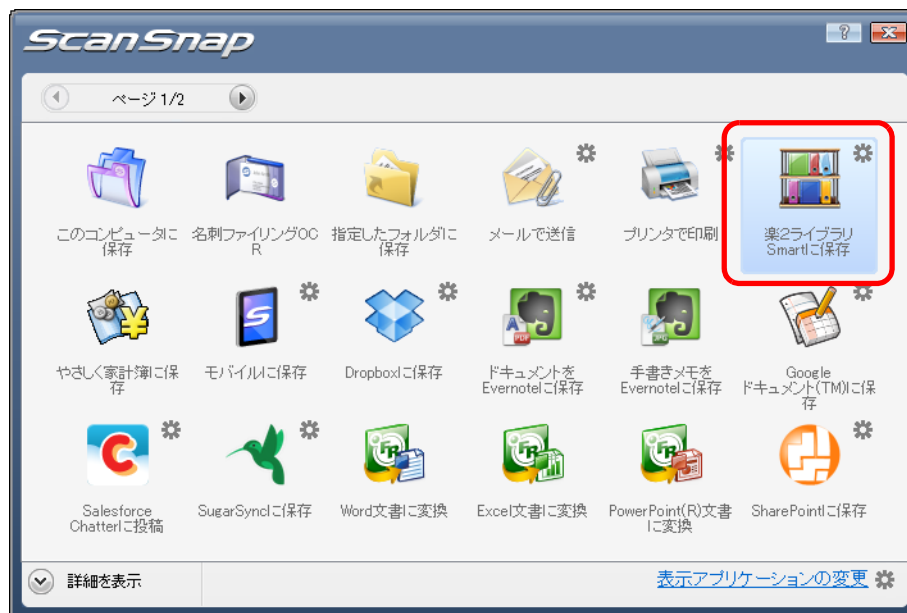 ScanSnap
ページ 1/2
このコンピュータに
保存
名刺ファイリングOC
R
指定したフォルダに
保存
メールで送信
プリンタで印刷
楽2ライブラリ
Smartに保存
やさしく家計簿に保
存
モバイルに保存
Dropboxに保存
ドキュメントを
Evernoteに保存
手書きメモを
Evernoteに保存
Google
ドキュメント(TM)に保
存
Salesforce
Chatterに投稿
SugarSyncに保存
Word文書に変換
Excel文書に変換
PowerPoint(R)文書
に変換
SharePointに保存
詳細を表示
表示アプリケーションの変更